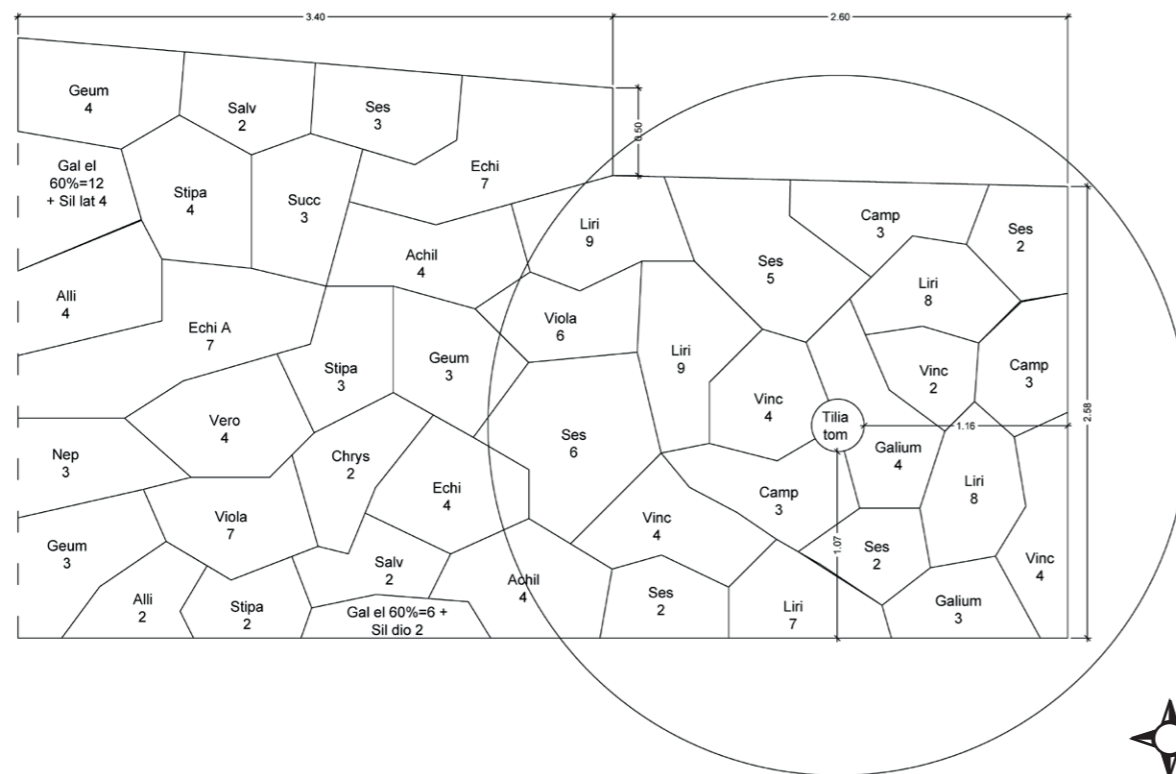 3.40
2.60
Geum
4
Salv
2
Ses
3
0.50
Gal el
60%=12
+ Sil lat 4
Stipa
4
Succ
3
Echi
7
Liri
9
Camp
3
Ses
2
Achil
4
Ses
5
Liri
8
Alli
4
Echi A
7
Viola
6
Stipa
3
Geum
3
Liri
9
Vinc
2
Camp
3
2.58
Vero
4
Vinc
4
Tilia
tom
1.16
Nep
3
Chrys
2
Ses
6
Galium
4
Echi
4
Camp
3
Liri
8
Viola
7
Vinc
4
1.07
Geum
3
Salv
2
Achil
4
Ses
2
Vinc
4
Alli
2
Stipa
2
Gal el 60%=6 +
Sil dio 2
Ses
2
Liri
7
Galium
3